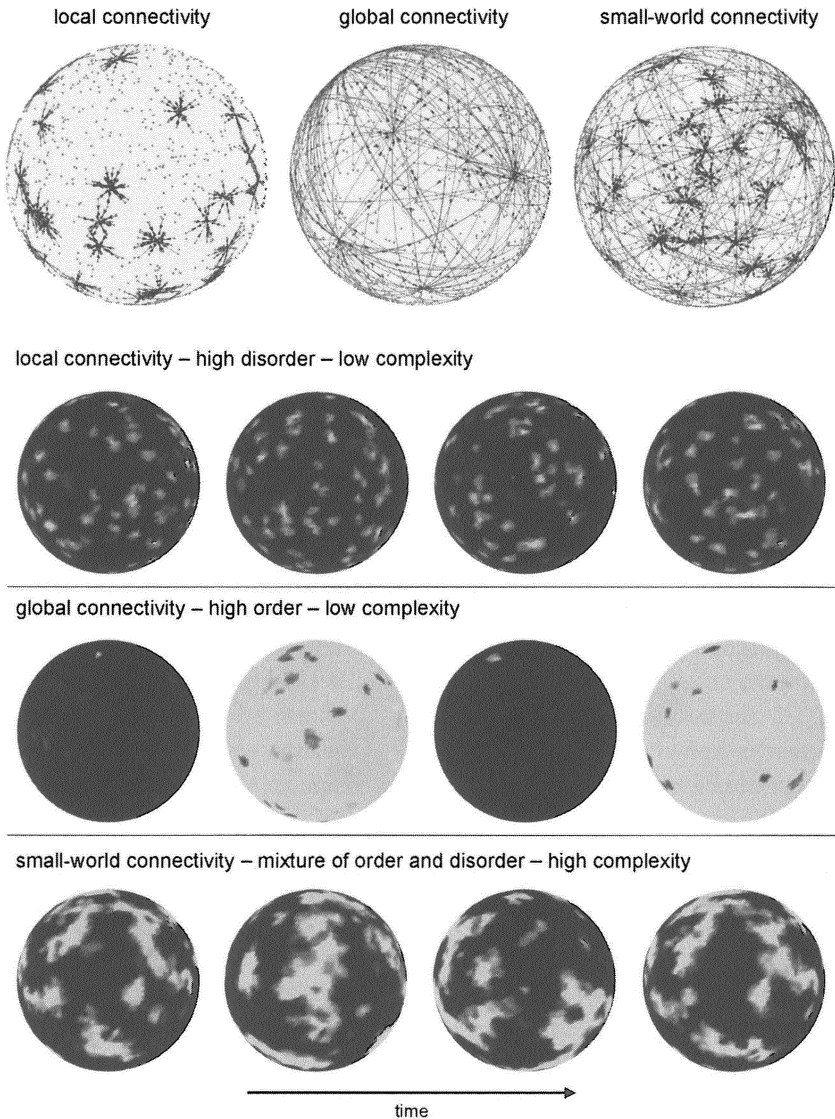 local connectivity
global connectivity
small-world connectivity
local connectivity – high disorder – low complexity
global connectivity – high order – low complexity
small-world connectivity – mixture of order and disorder – high complexity
time